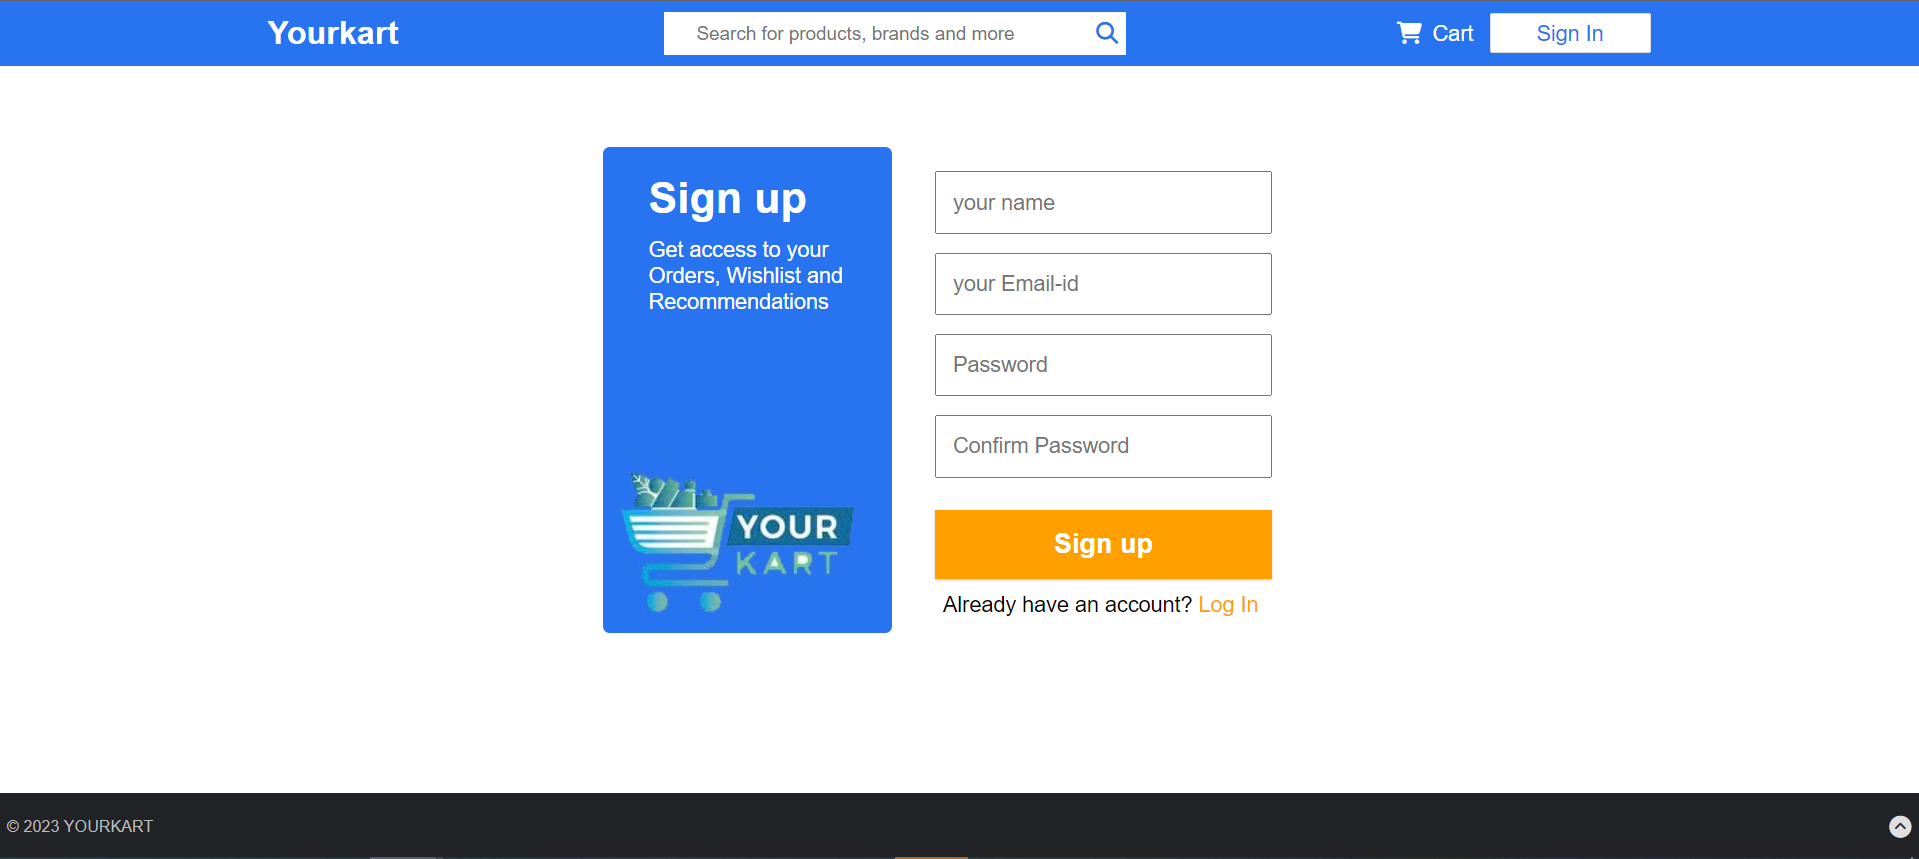 Yourkart
Search for products, brands and more
Cart
Sign In
Sign up
Get access to your
Orders, Wishlist and
Recommendations
YOUR
KART
your name
your Email-id
Password
Confirm Password
Sign up
Already have an account? Log In
© 2023 YOURKART